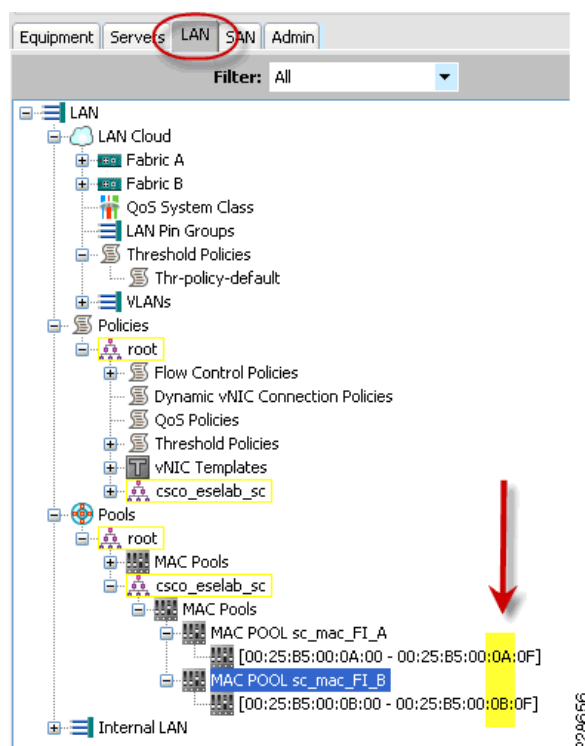 Equipment Servers LAN SAN Admin
Filter: All
LAN
LAN Cloud
Fabric A
Fabric B
QoS System Class
LAN Pin Groups
Threshold Policies
Thr-policy-default
VLANs
Policies
root
Flow Control Policies
Dynamic vNIC Connection Policies
QoS Policies
Threshold Policies
vNIC Templates
csco_eselab_sc
Pools
root
MAC Pools
csco_eselab_sc
MAC Pools
MAC POOL sc_mac_FI_A
[00:25:B5:00:0A:00 - 00:25:B5:00:0A:0F]
MAC POOL sc_mac_FI_B
[00:25:B5:00:0B:00 - 00:25:B5:00:0B:0F]
Internal LAN